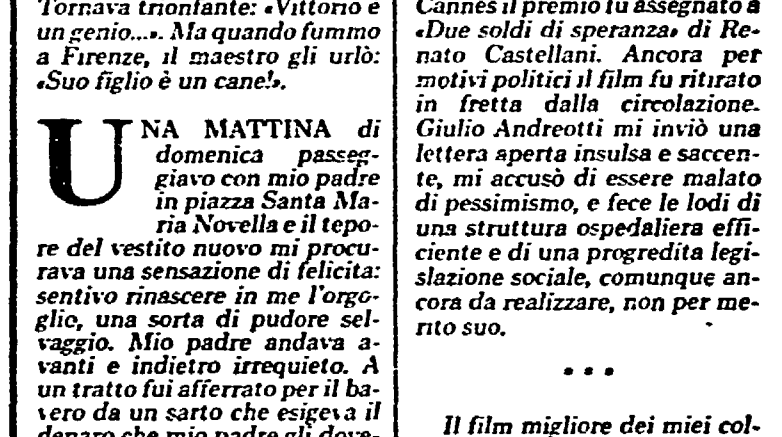 Tornava trionfante: «Vittorio è
un genio...». Ma quando fummo
a Firenze, il maestro gli urlò:
«Suo figlio è un cane!».
UNA MATTINA di
domenica passeg-
giavo con mio padre
in piazza Santa Ma-
ria Novella e il tepo-
re del vestito nuovo mi procu-
rava una sensazione di felicita:
sentivo rinascere in me l'orgo-
glio, una sorta di pudore sel-
vaggio. Mio padre andava a-
vanti e indietro irrequieto. A
un tratto fui afferrato per il ba-
vero da un sarto che esigeva il
denaro che mio padre gli dove-
Cannes il premio fu assegnato a
«Due soldi di speranza» di Re-
nato Castellani. Ancora per
motivi politici il film fu ritirato
in fretta dalla circolazione.
Giulio Andreotti mi inviò una
lettera aperta insulsa e saccen-
te, mi accusò di essere malato
di pessimismo, e fece le lodi di
una struttura ospedaliera effi-
ciente e di una progredita legi-
slazione sociale, comunque an-
cora da realizzare, non per me-
rito suo.
* * *
Il film migliore dei miei col-